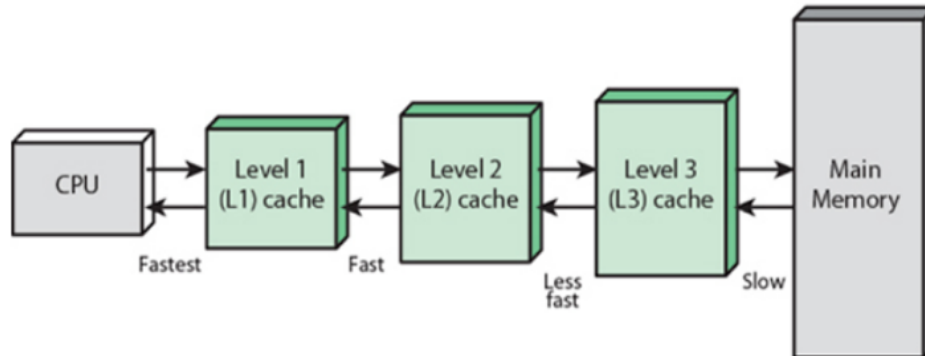 CPU
Level 1
(L1) cache
Level 2
(L2) cache
Level 3
(L3) cache
Main
Memory
Fastest
Fast
Less
fast
Slow